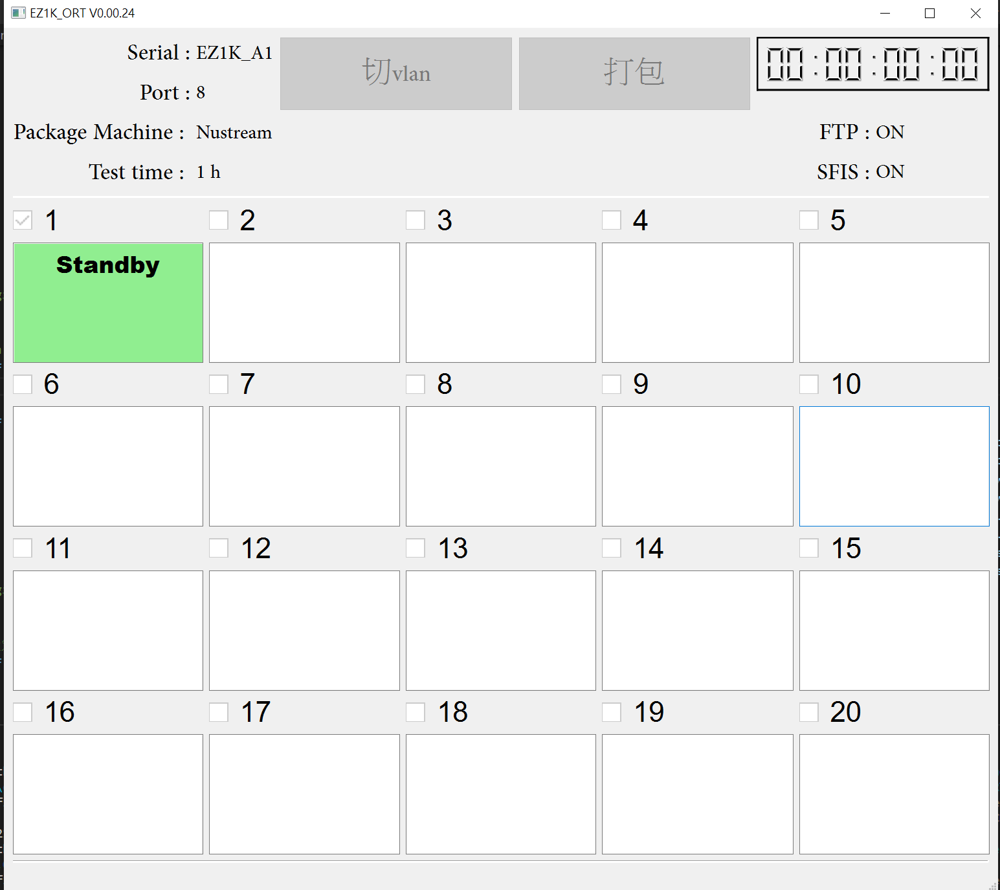 EZ1K_ORT V0.00.24
Serial : EZ1K_A1
切vlan
打包
00:00:00:00
Port : 8
Package Machine : Nustream
FTP : ON
Test time : 1 h
SFIS : ON
1 2 3 4 5
Standby
6 7 8 9 10
11 12 13 14 15
16 17 18 19 20